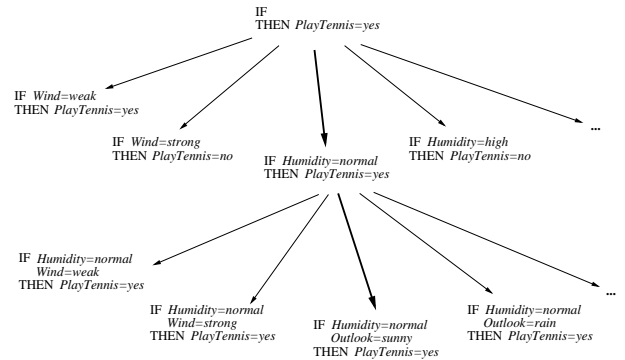 IF
THEN PlayTennis=yes
IF Wind=weak
THEN PlayTennis=yes
IF Wind=strong
THEN PlayTennis=no
IF Humidity=normal
THEN PlayTennis=yes
IF Humidity=high
THEN PlayTennis=no
...
IF Humidity=normal
Wind=weak
THEN PlayTennis=yes
IF Humidity=normal
Wind=strong
THEN PlayTennis=yes
IF Humidity=normal
Outlook=sunny
THEN PlayTennis=yes
IF Humidity=normal
Outlook=rain
THEN PlayTennis=yes
...